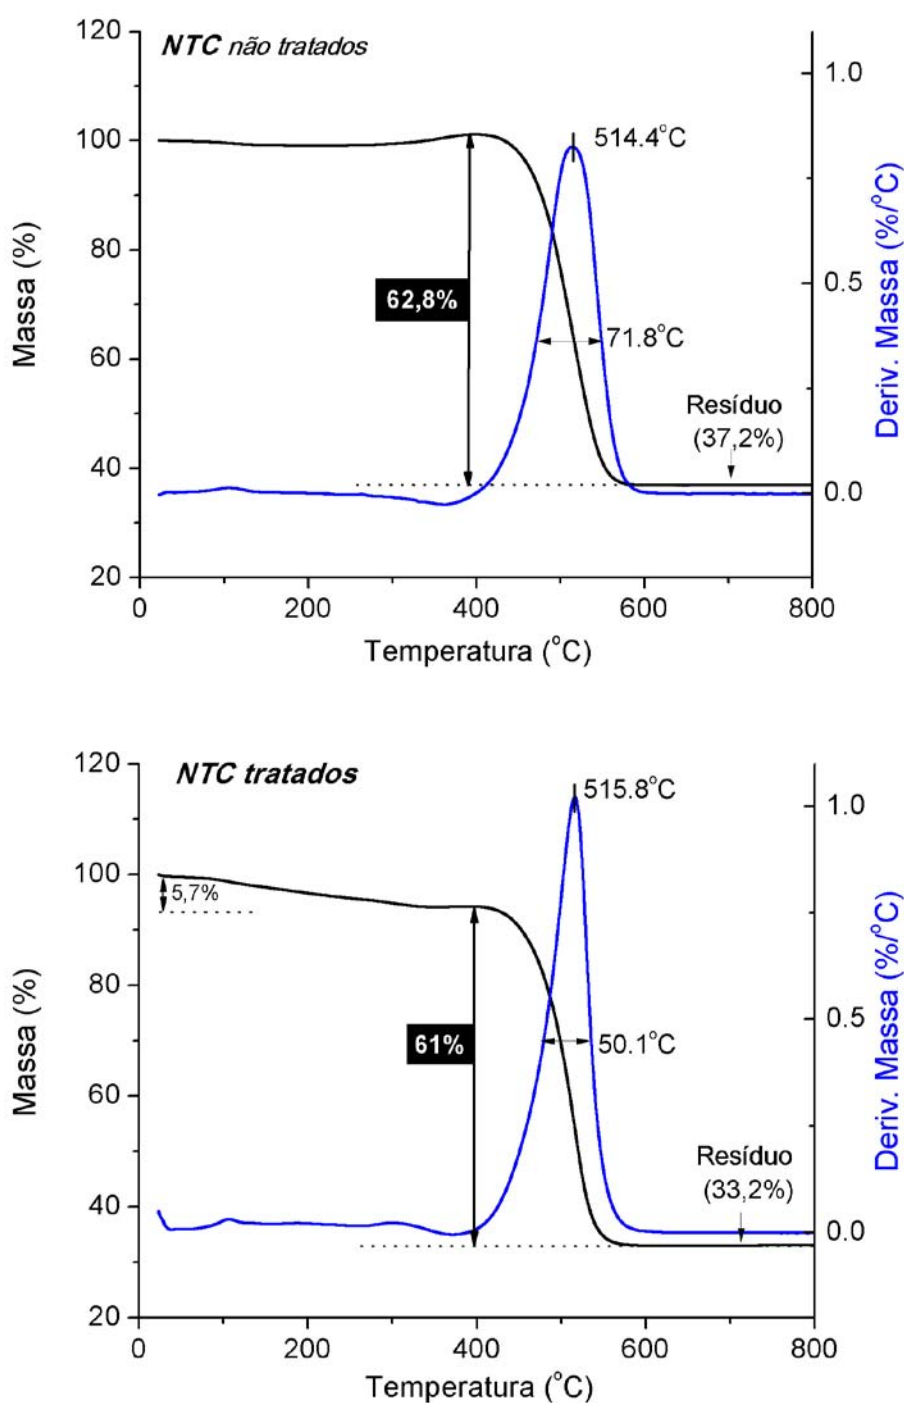 NTC não tratados
120
100
80
60
40
20
Massa (%)
1.0
0.5
0.0
Deriv. Massa (%/°C)
514.4°C
62,8%
71.8°C
Resíduo
(37,2%)
0
200
400
600
800
Temperatura (°C)
NTC tratados
120
100
80
60
40
20
Massa (%)
1.0
0.5
0.0
Deriv. Massa (%/°C)
515.8°C
5,7%
61%
50.1°C
Resíduo
(33,2%)
0
200
400
600
800
Temperatura (°C)